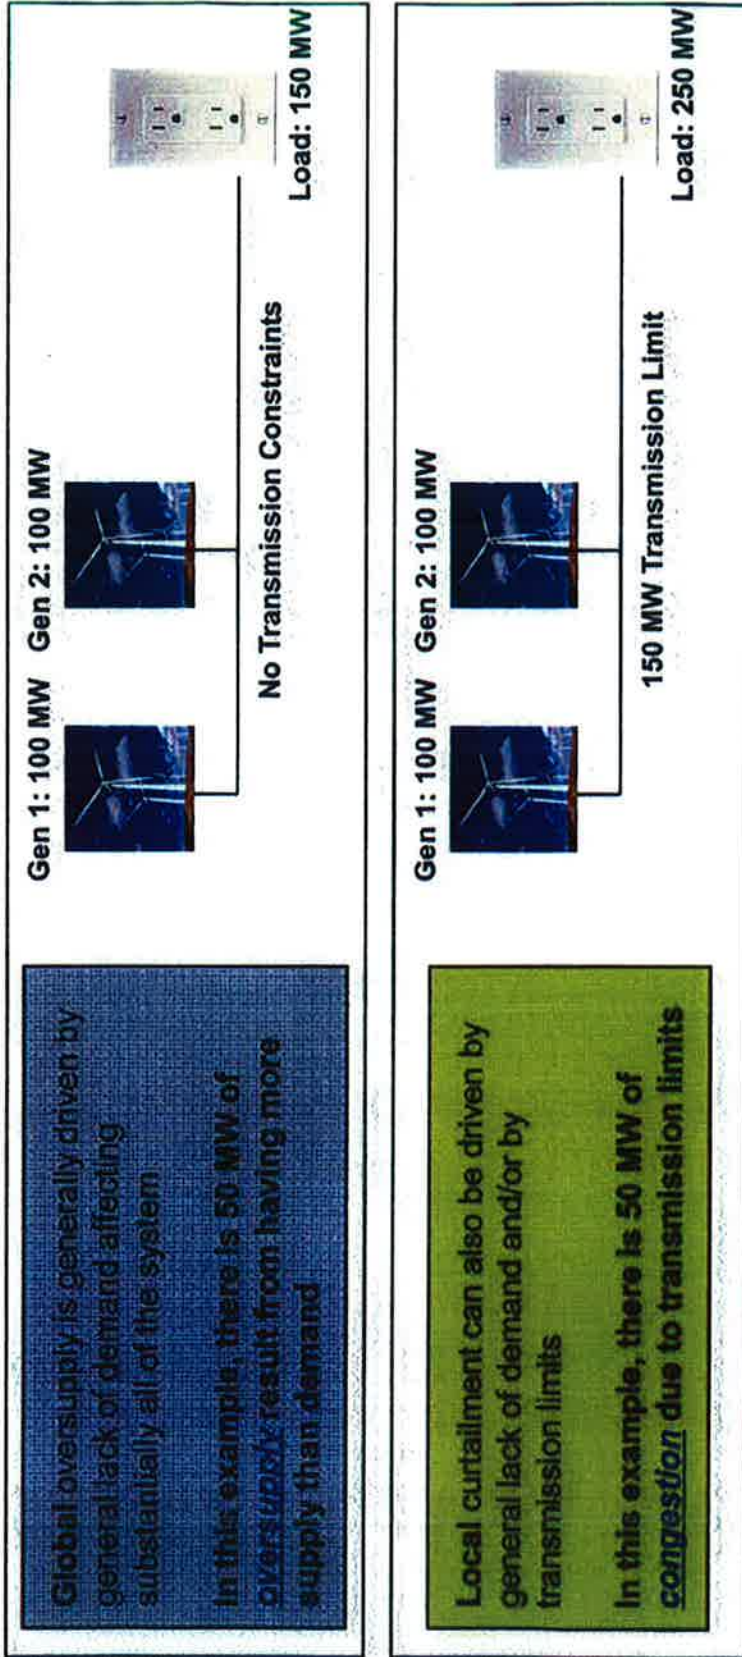 Global oversupply is generally driven by
general lack of demand affecting
substantially all of the system
In this example, there is 50 MW of
oversupply result from having more
supply than demand
Gen 1: 100 MW
Gen 2: 100 MW
No Transmission Constraints
Load: 150 MW
Local curtailment can also be driven by
general lack of demand and/or by
transmission limits
In this example, there is 50 MW of
congestion due to transmission limits
Gen 1: 100 MW
Gen 2: 100 MW
150 MW Transmission Limit
Load: 250 MW